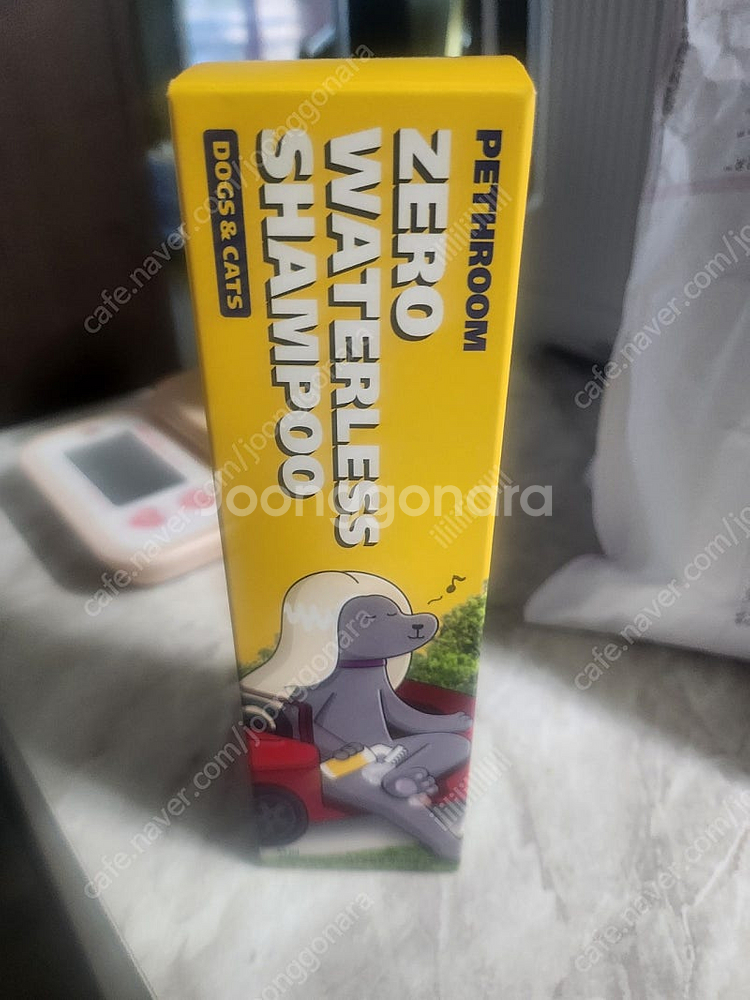 PETHROOM
ZERO
WATERLESS
SHAMPOO
DOGS & CATS
Joonggonara
cafe.naver.com/joonggonara